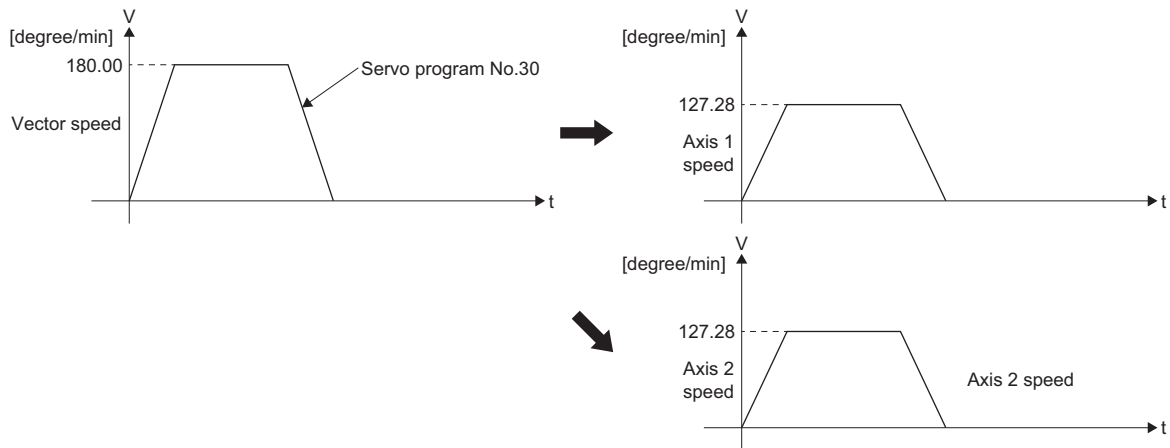 V
[degree/min]
180.00
Servo program No.30
Vector speed
t
V
[degree/min]
127.28
Axis 1
speed
t
V
[degree/min]
127.28
Axis 2
speed
Axis 2 speed
t